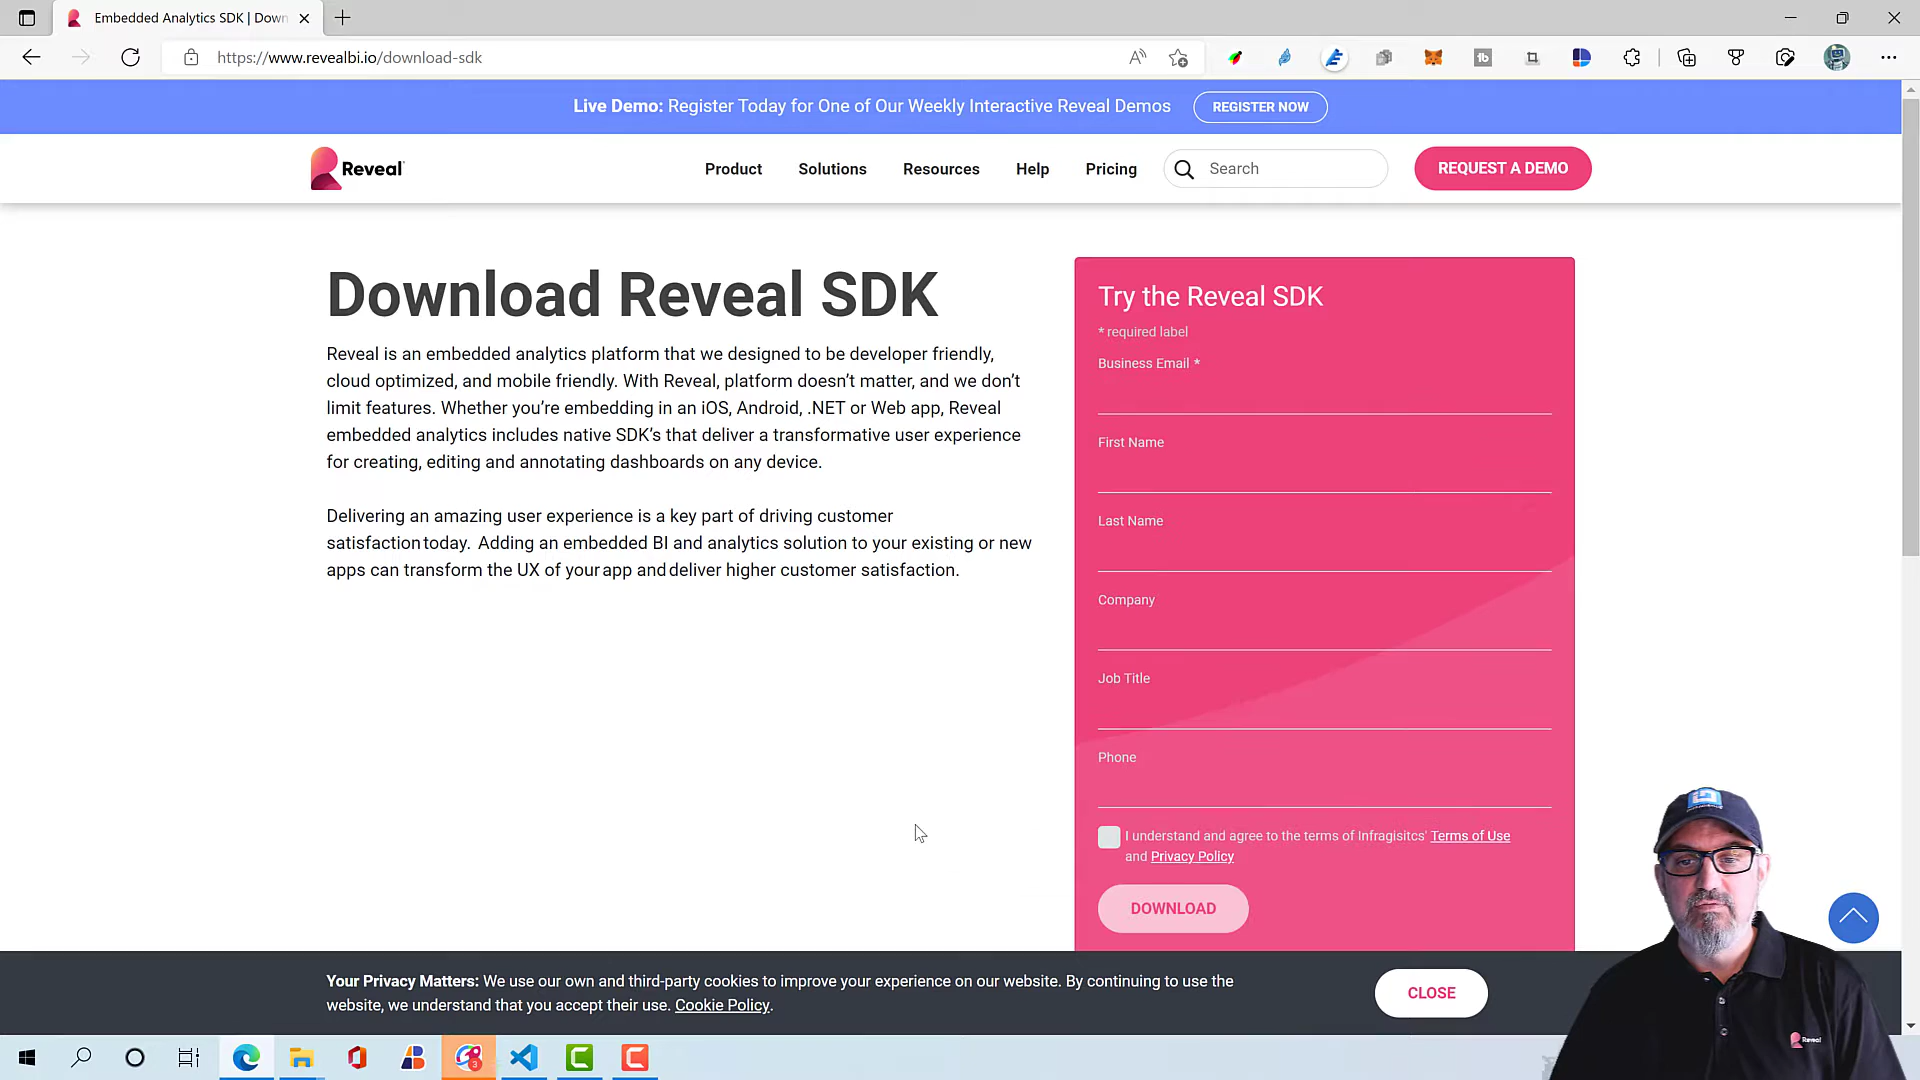 Embedded Analytics SDK | Down
https://www.revealbi.io/download-sdk
Live Demo: Register Today for One of Our Weekly Interactive Reveal Demos
REGISTER NOW
Reveal
Product
Solutions
Resources
Help
Pricing
Search
REQUEST A DEMO
Download Reveal SDK
Reveal is an embedded analytics platform that we designed to be developer friendly,
cloud optimized, and mobile friendly. With Reveal, platform doesn't matter, and we don't
limit features. Whether you're embedding in an iOS, Android, .NET or Web app, Reveal
embedded analytics includes native SDK's that deliver a transformative user experience
for creating, editing and annotating dashboards on any device.
Delivering an amazing user experience is a key part of driving customer
satisfaction today. Adding an embedded BI and analytics solution to your existing or new
apps can transform the UX of your app and deliver higher customer satisfaction.
Try the Reveal SDK
* required label
Business Email *
First Name
Last Name
Company
Job Title
Phone
I understand and agree to the terms of Infragisitcs' Terms of Use
and Privacy Policy
DOWNLOAD
Your Privacy Matters: We use our own and third-party cookies to improve your experience on our website. By continuing to use the
website, we understand that you accept their use. Cookie Policy.
CLOSE
3
Reveal